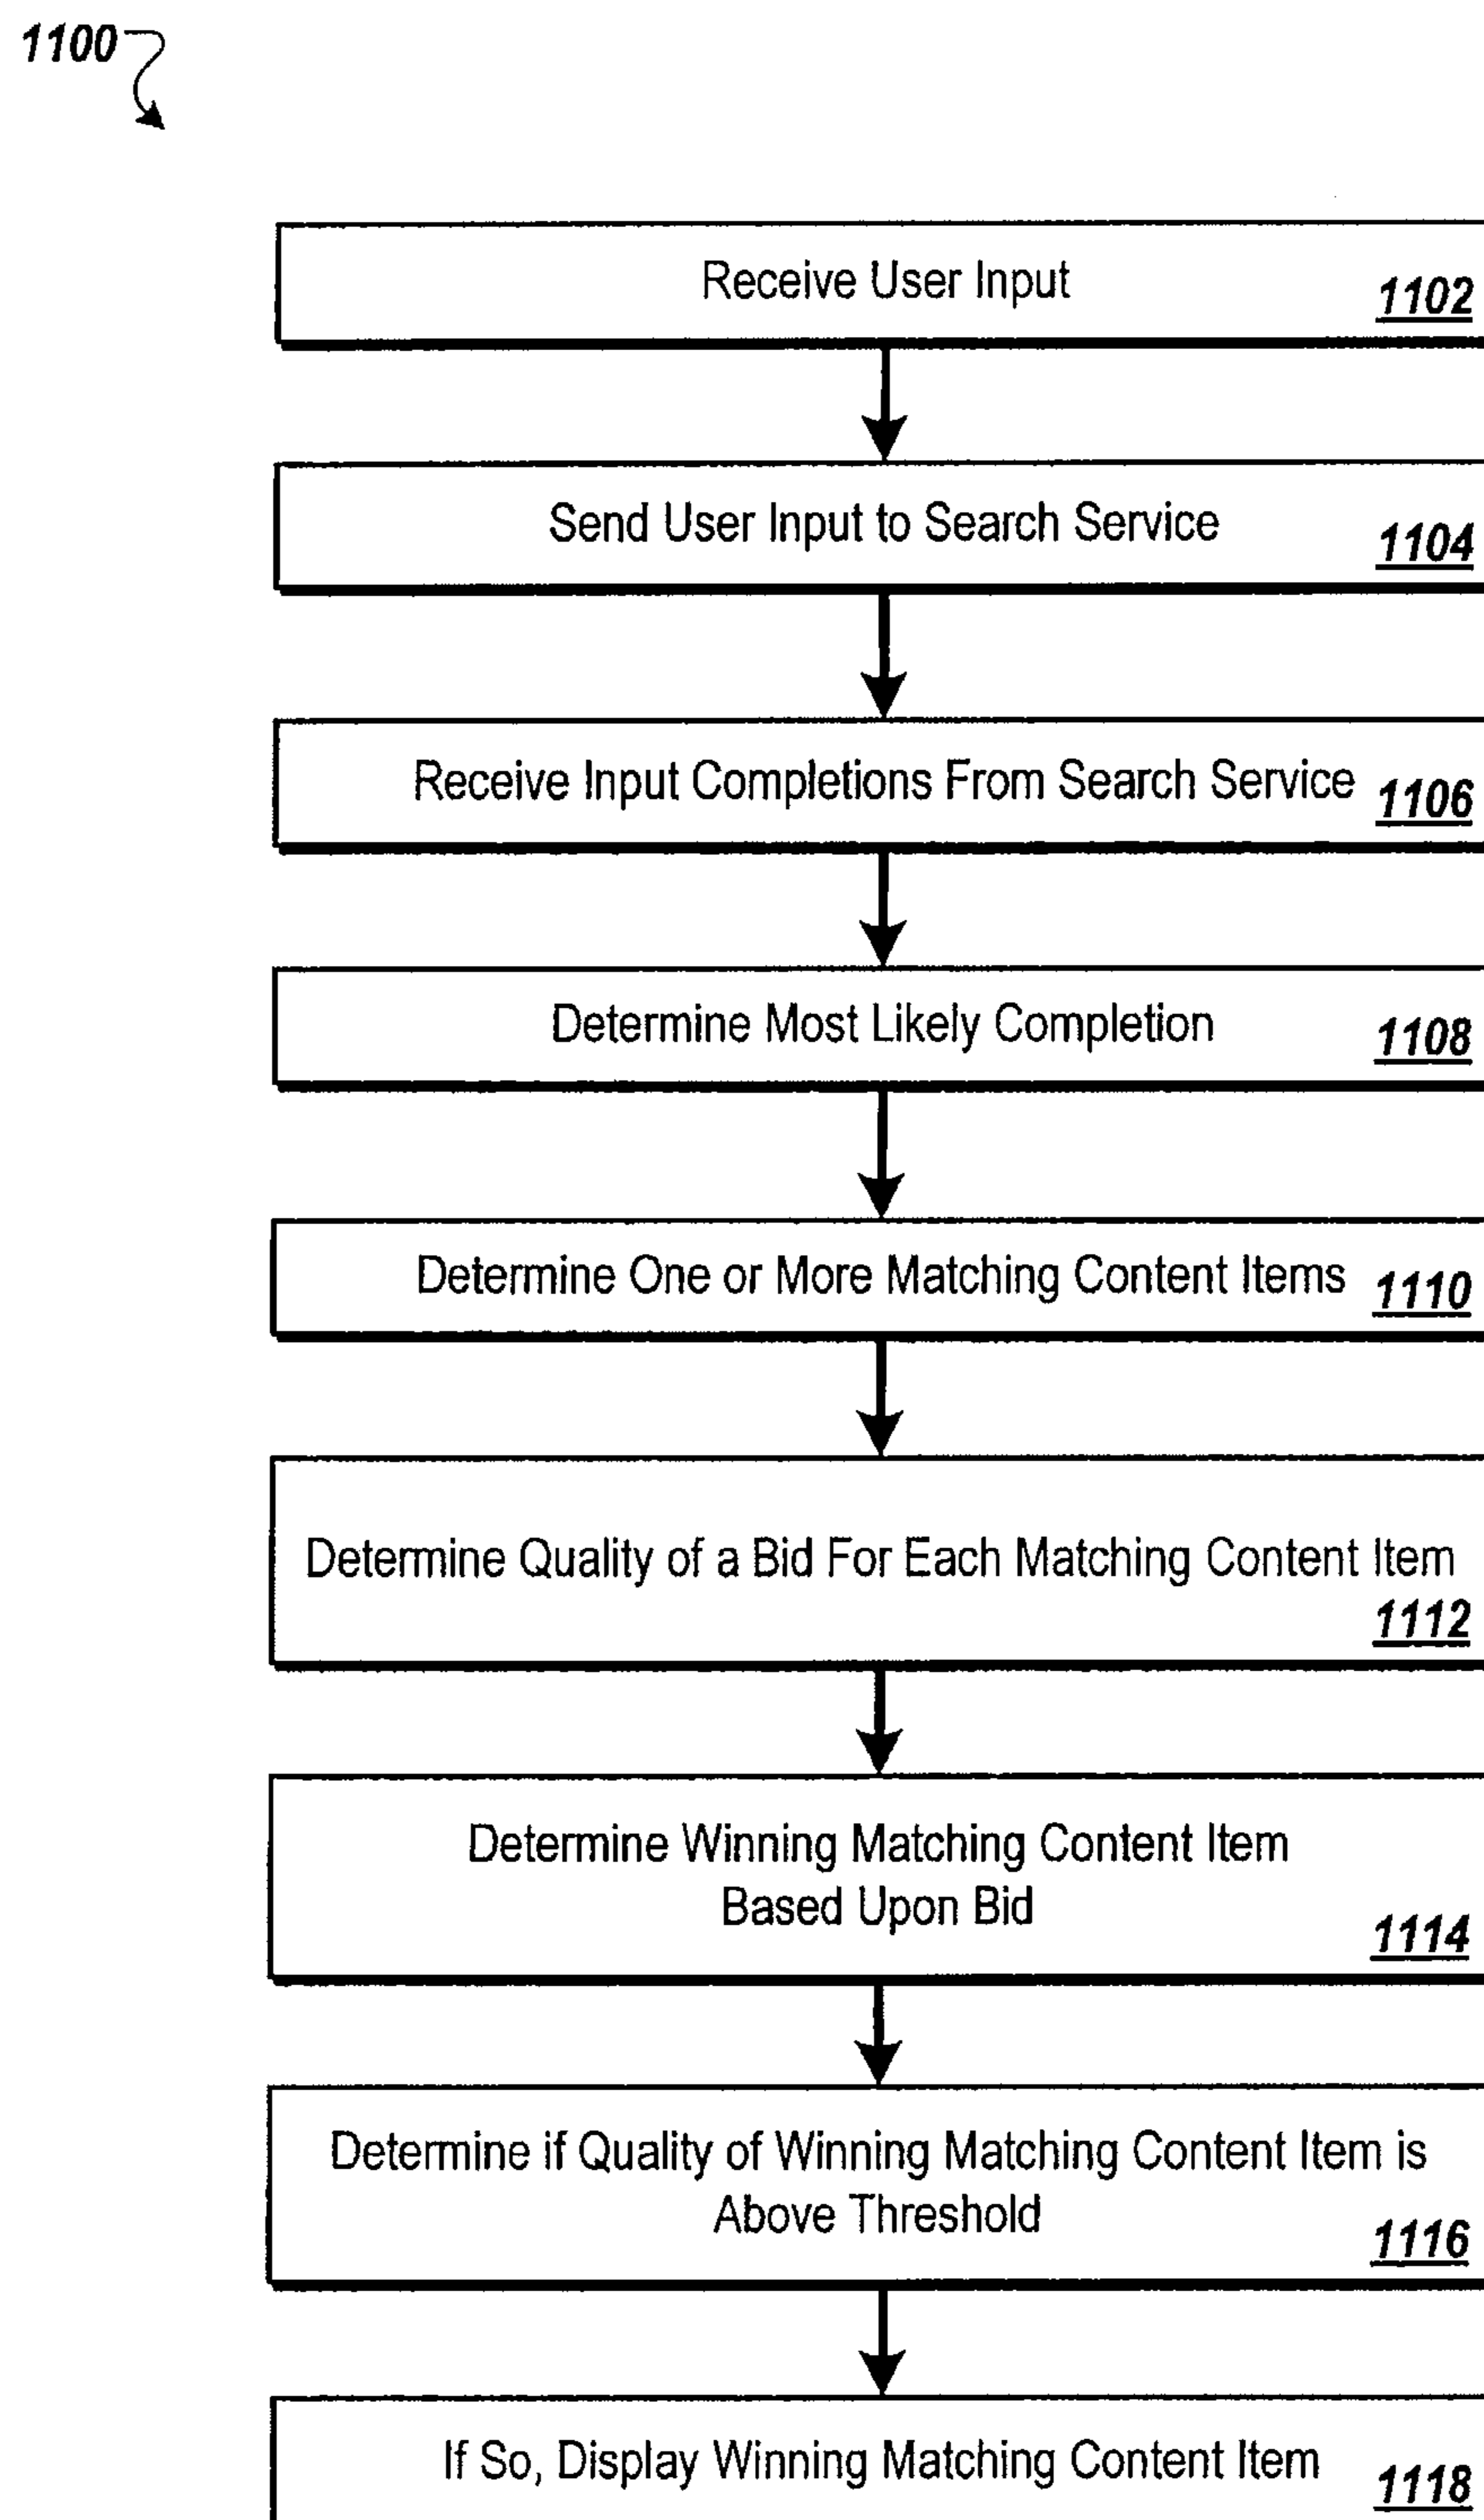 1100
Receive User Input
1102
Send User Input to Search Service
1104
Receive Input Completions From Search Service 1106
Determine Most Likely Completion
1108
Determine One or More Matching Content Items 1110
Determine Quality of a Bid For Each Matching Content Item
1112
Determine Winning Matching Content Item
Based Upon Bid
1114
Determine if Quality of Winning Matching Content Item is
Above Threshold
1116
If So, Display Winning Matching Content Item
1118